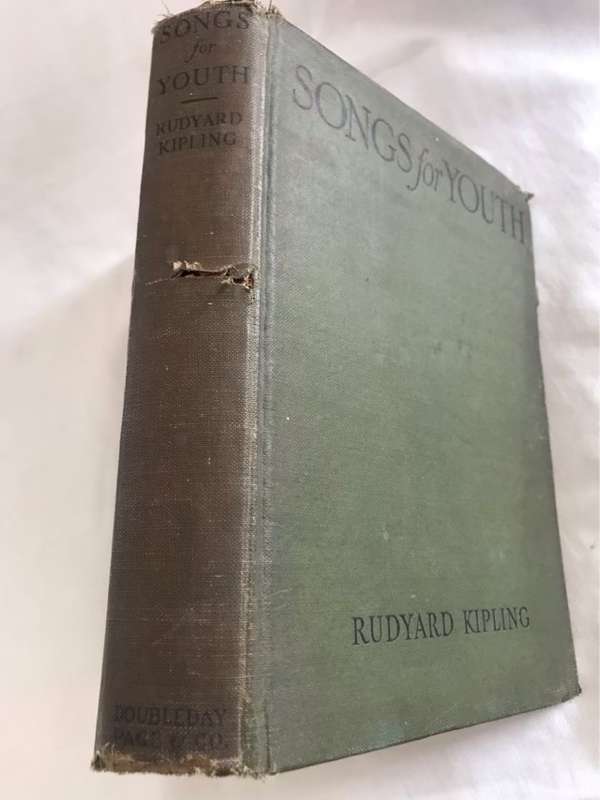 SONGS
for
YOUTH
RUDYARD
KIPLING
DOUBLEDAY
PAGE & CO.
SONGS for YOUTH
RUDYARD KIPLING